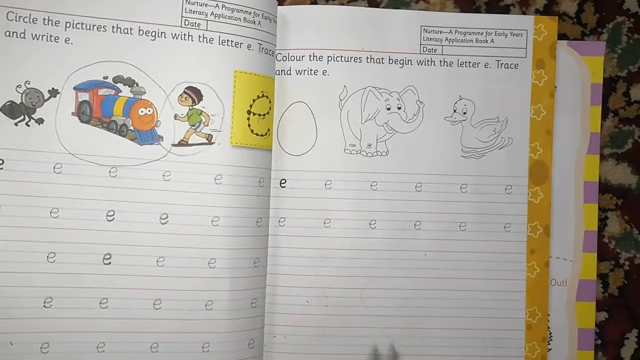 Nurture—A Programme for Early
Literacy Application Book A
Date
Circle the pictures that begin with the letter e. Trace
and write e.
e
e e e e e e
e e e e e
e e e e e
e e e e e
e e e e e
Nurture—A Programme for Early Years
Literacy Application Book A
Date
Colour the pictures that begin with the letter e. Trace
and write e.
e e e e e e
e e e e e e
Out!